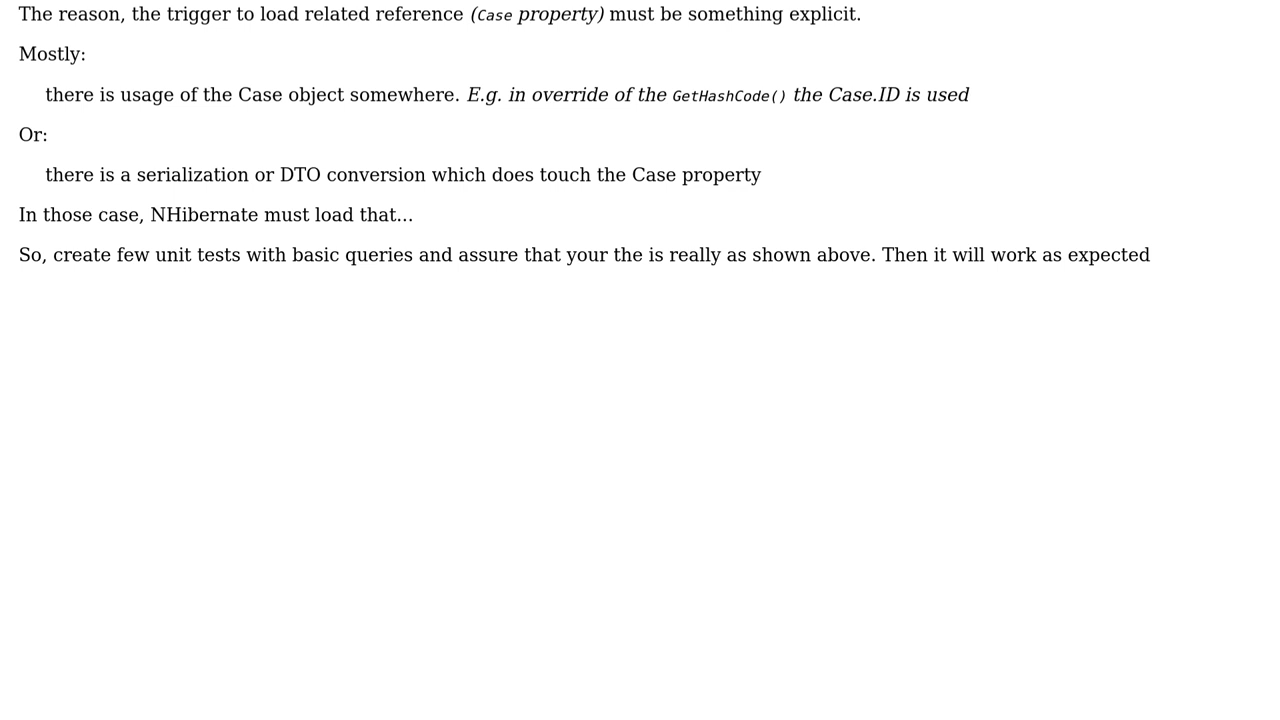 The reason, the trigger to load related reference (Case property) must be something explicit.
Mostly:
there is usage of the Case object somewhere. E.g. in override of the GetHashCode() the Case.ID is used
Or:
there is a serialization or DTO conversion which does touch the Case property
In those case, NHibernate must load that...
So, create few unit tests with basic queries and assure that your the is really as shown above. Then it will work as expected